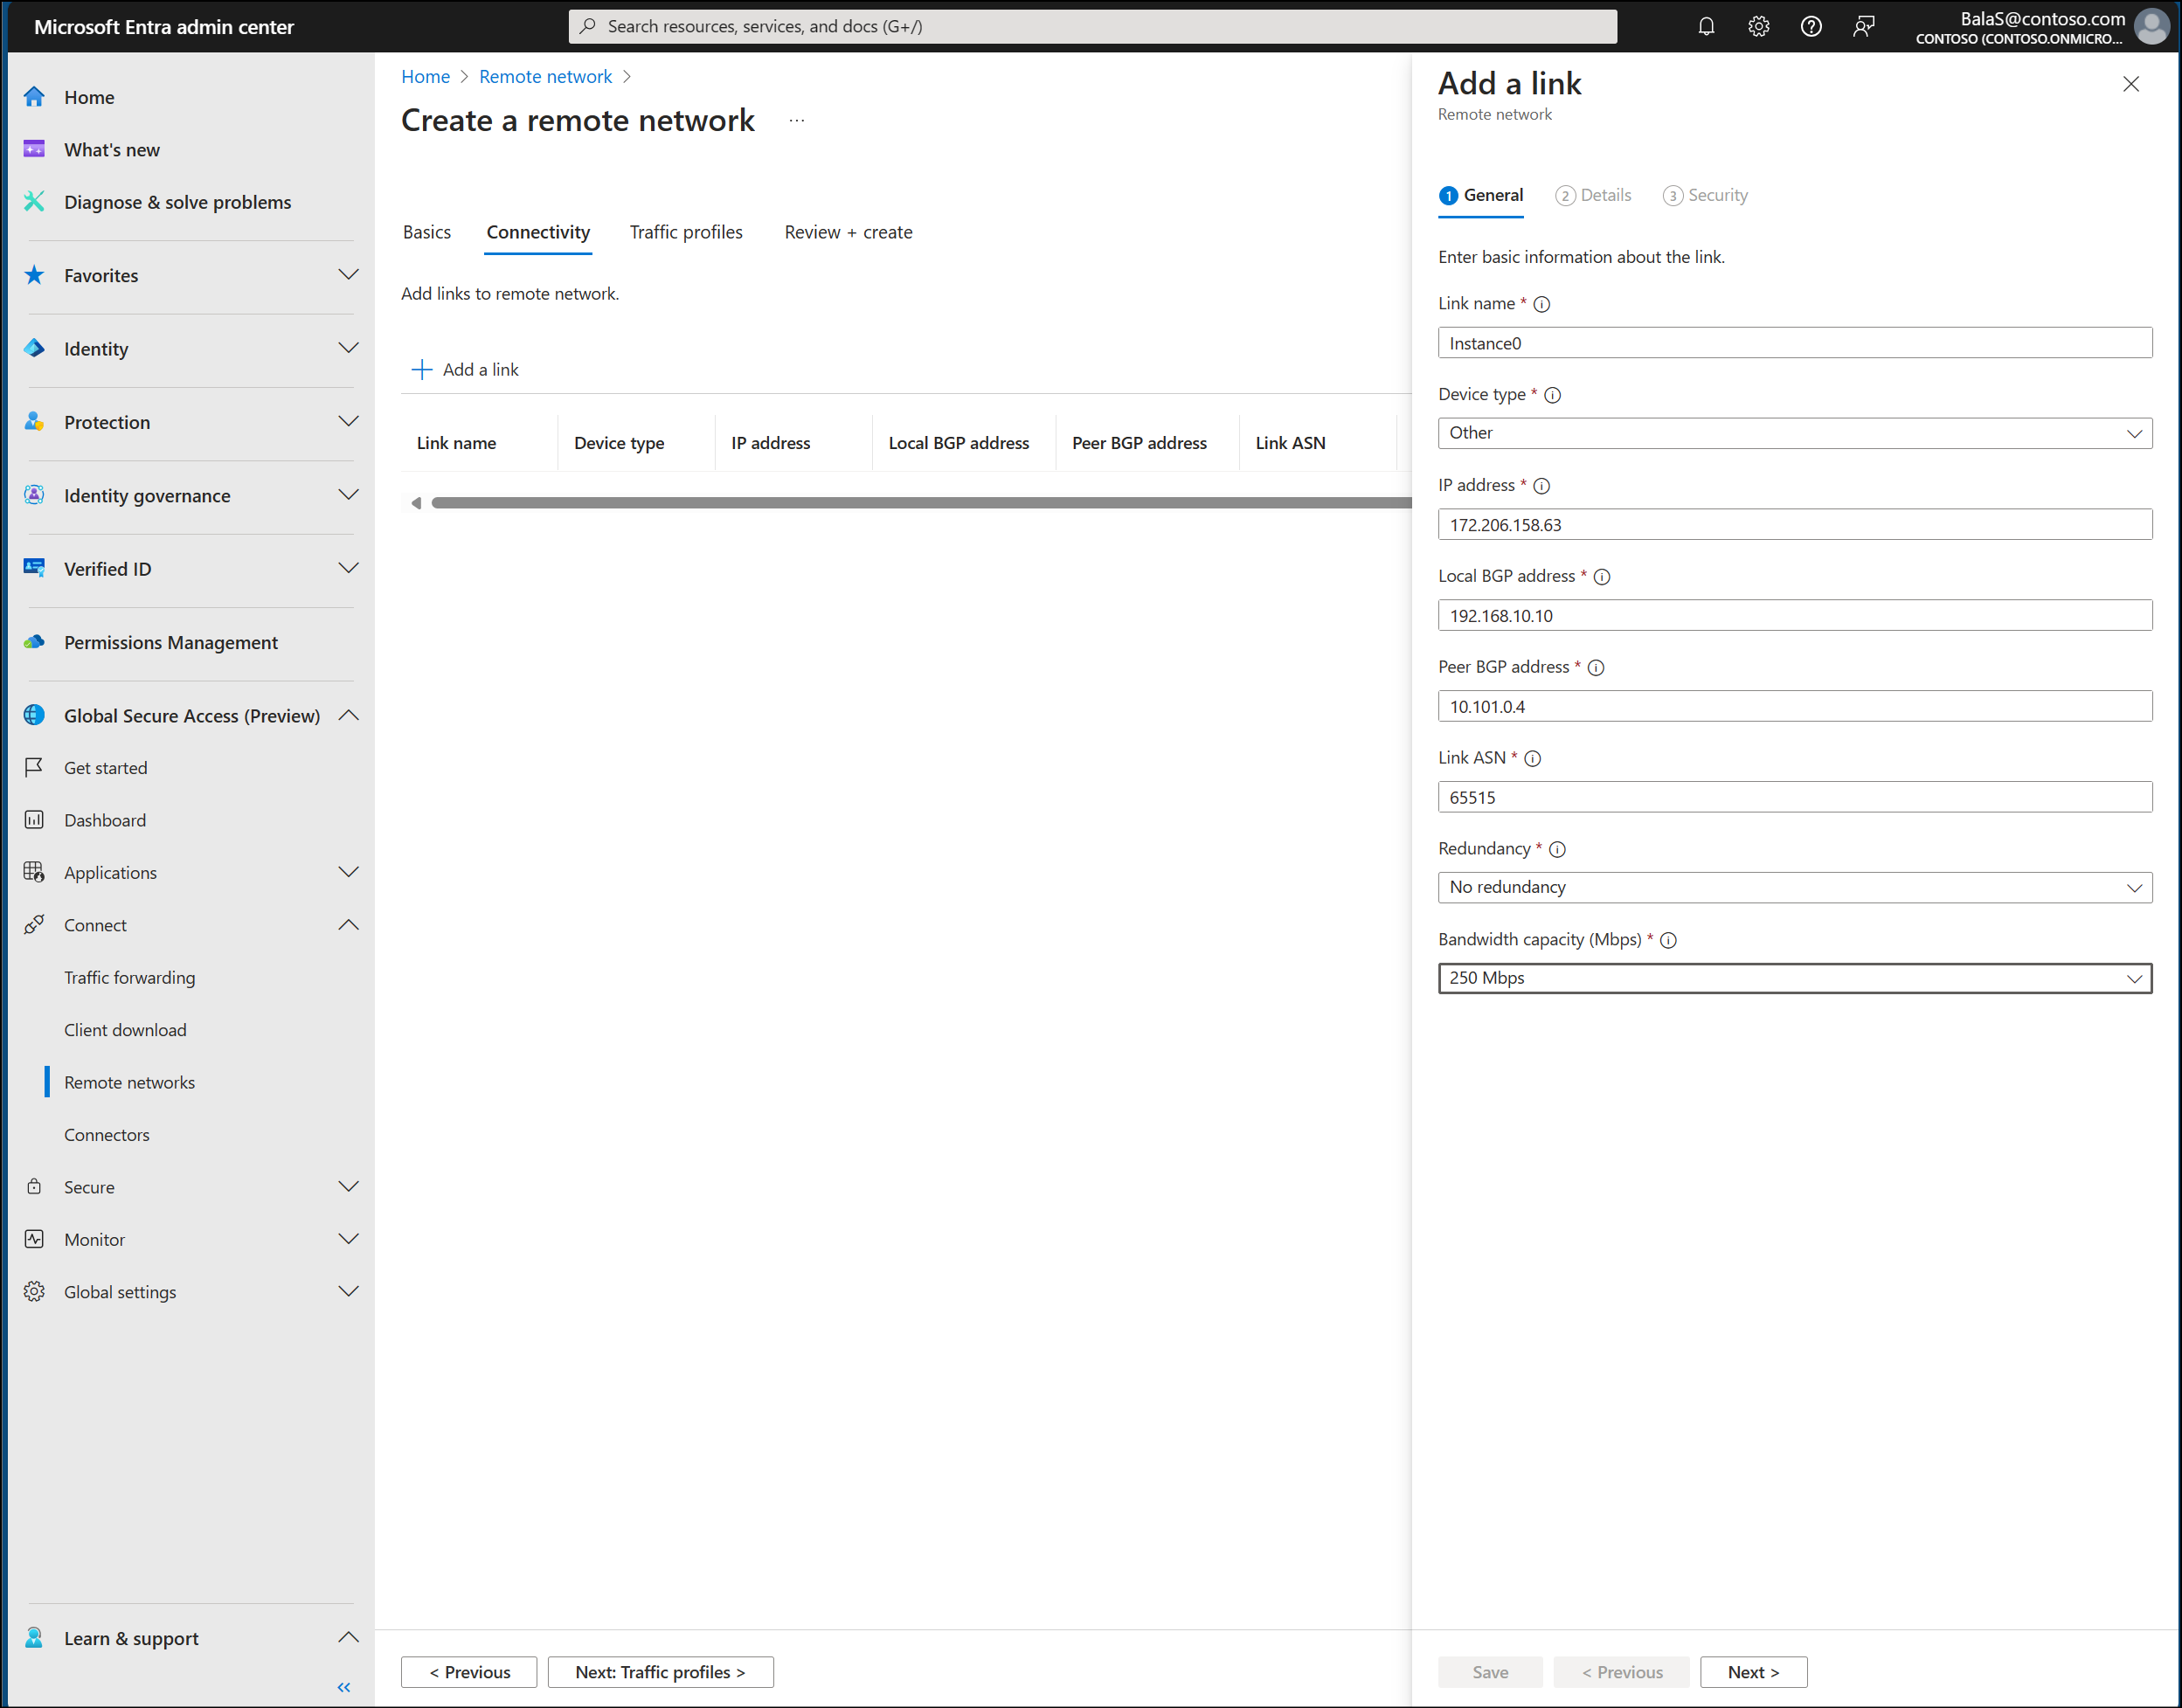 Microsoft Entra admin center
Search resources, services, and docs (G+/)
BalaS@contoso.com
CONTOSO (CONTOSO.ONMICRO...
Home
What's new
Diagnose & solve problems
Favorites
Identity
Protection
Identity governance
Verified ID
Permissions Management
Global Secure Access (Preview)
Get started
Dashboard
Applications
Connect
Traffic forwarding
Client download
Remote networks
Connectors
Secure
Monitor
Global settings
Learn & support
Home > Remote network >
Create a remote network ...
Basics Connectivity Traffic profiles Review + create
Add links to remote network.
Add a link
Link name Device type IP address Local BGP address Peer BGP address Link ASN
< Previous Next: Traffic profiles >
Add a link
Remote network
1 General 2 Details 3 Security
Enter basic information about the link.
Link name *
Instance0
Device type *
Other
IP address *
172.206.158.63
Local BGP address *
192.168.10.10
Peer BGP address *
10.101.0.4
Link ASN *
65515
Redundancy *
No redundancy
Bandwidth capacity (Mbps) *
250 Mbps
Save < Previous Next >